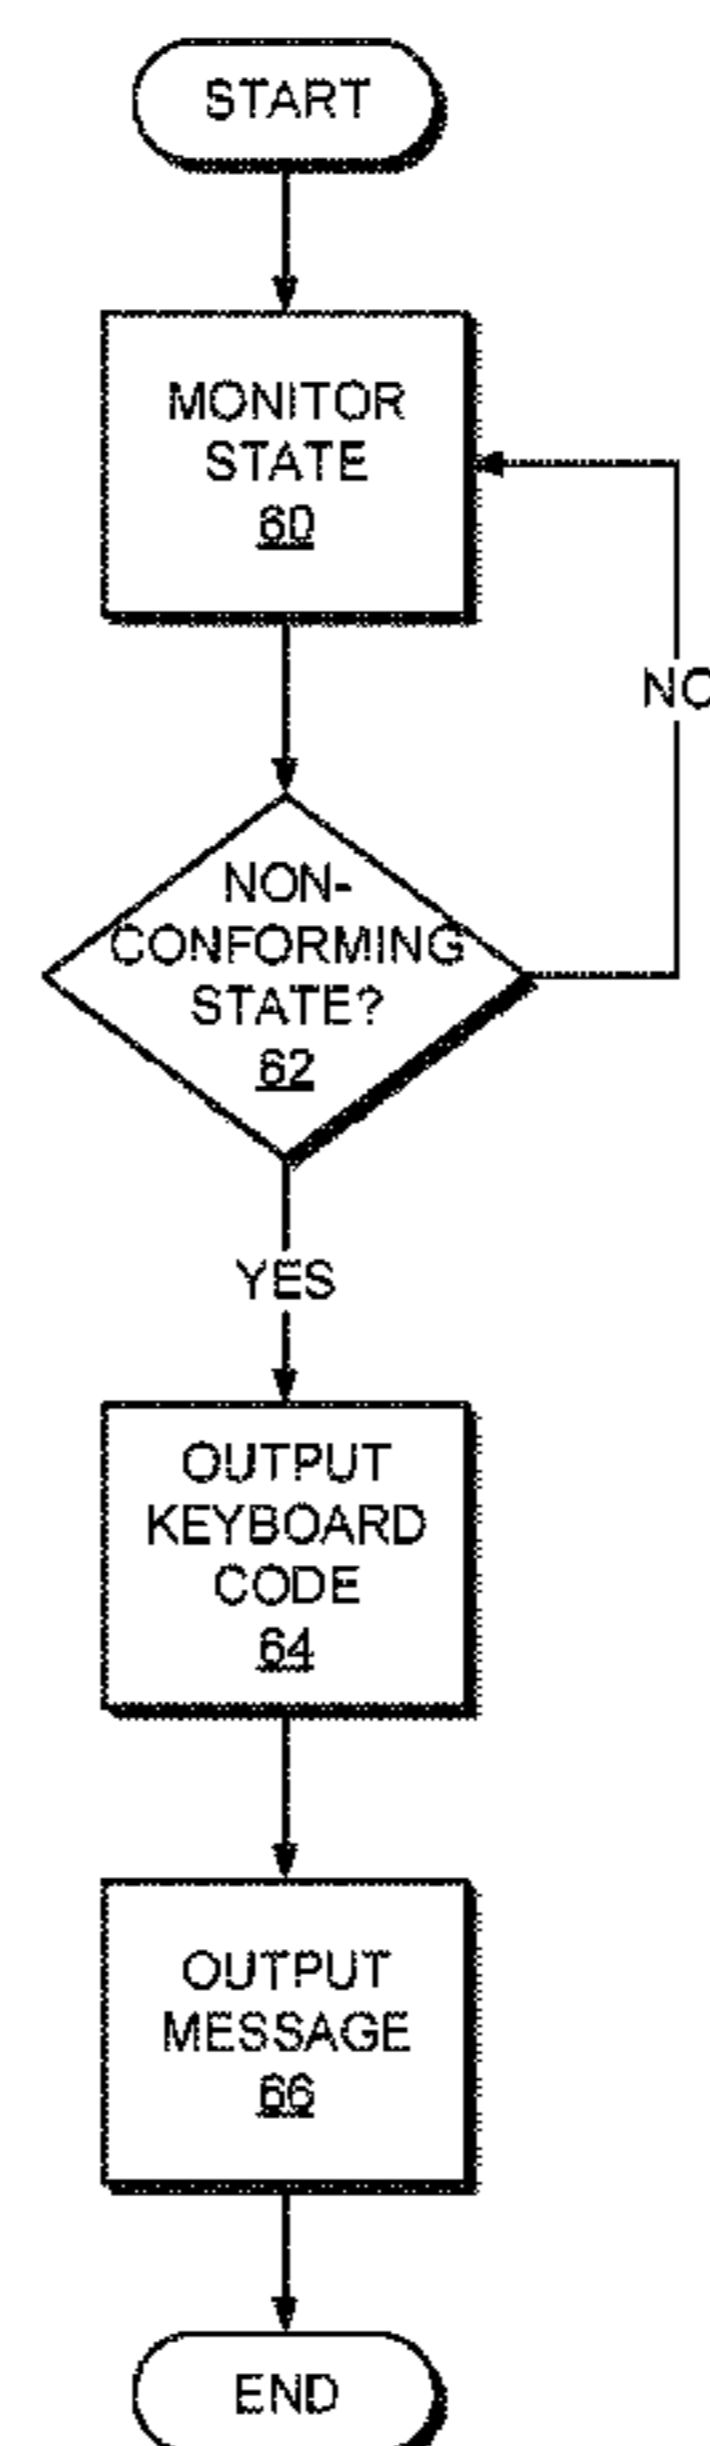 START
MONITOR
STATE
60
NO
NON-
CONFORMING
STATE?
62
YES
OUTPUT
KEYBOARD
CODE
64
OUTPUT
MESSAGE
66
END